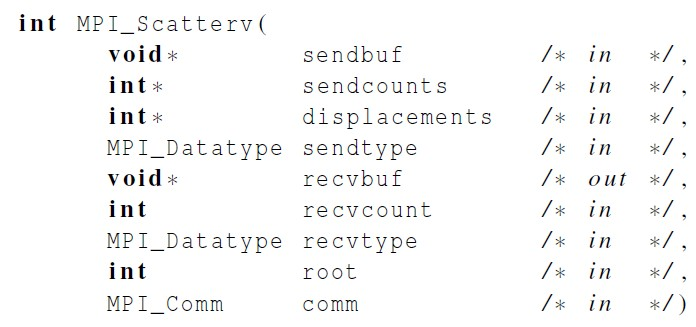 int MPI_Scatterv(
void* sendbuf /* in */,
int* sendcounts /* in */,
int* displacements /* in */,
MPI_Datatype sendtype /* in */,
void* recvbuf /* out */,
int recvcount /* in */,
MPI_Datatype recvtype /* in */,
int root /* in */,
MPI_Comm comm /* in */)